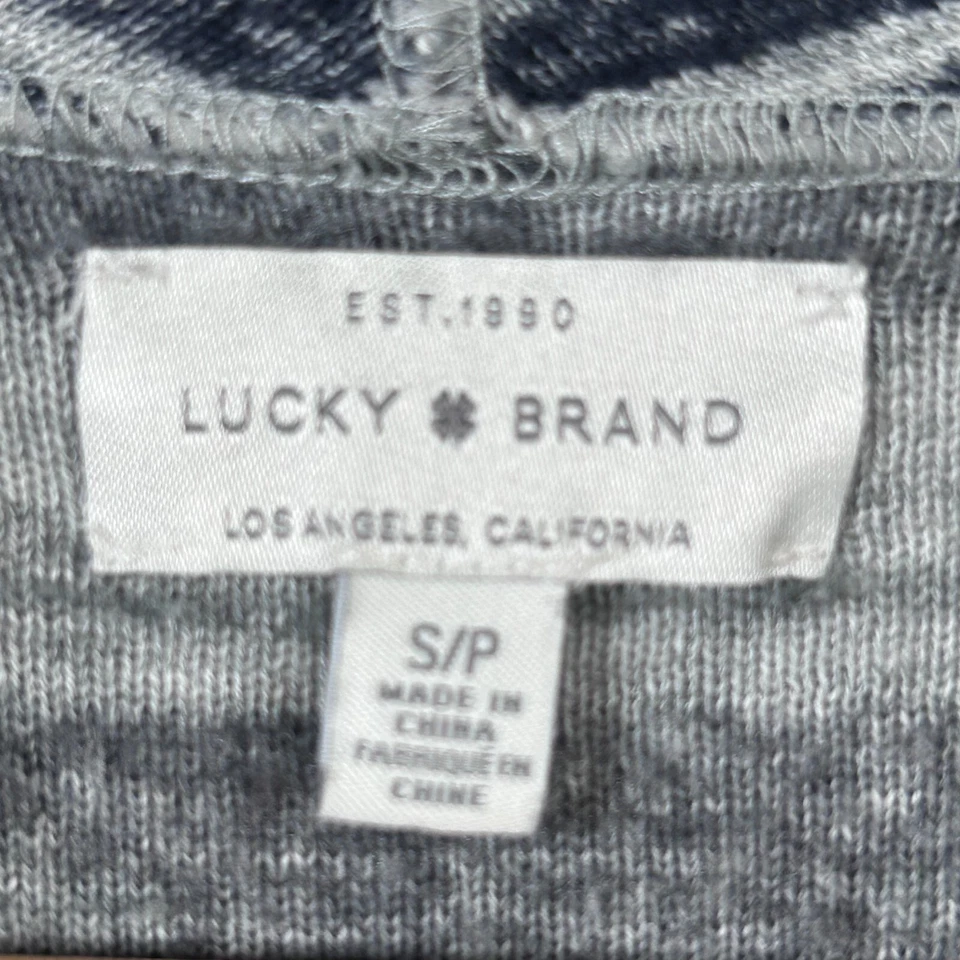 EST.1990
LUCKY BRAND
LOS ANGELES, CALIFORNIA
S/P
MADE IN
CHINA
FABRIQUÉ EN
CHINE